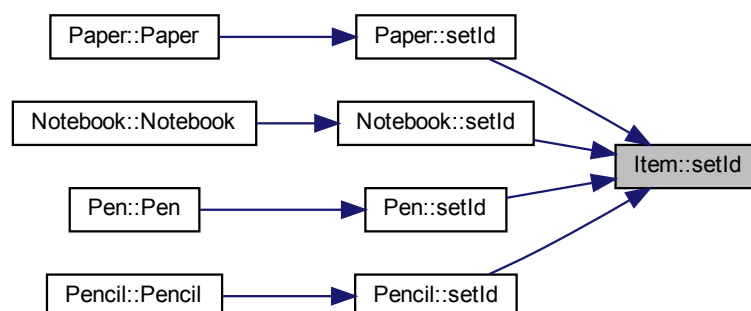 Paper::Paper
Paper::setId
Notebook::Notebook
Notebook::setId
Item::setId
Pen::Pen
Pen::setId
Pencil::Pencil
Pencil::setId